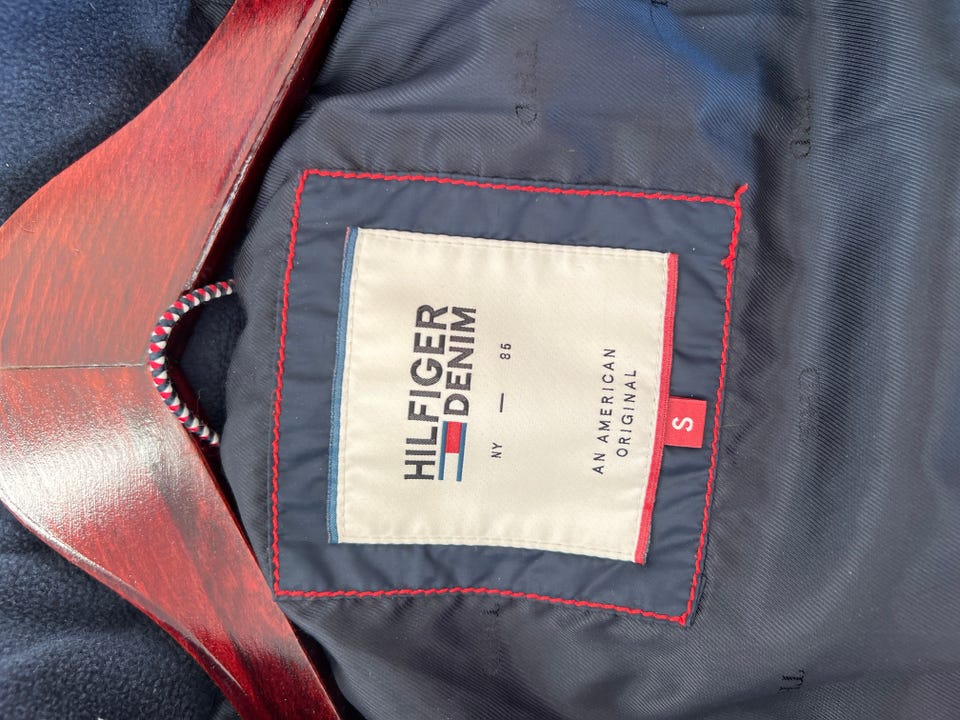 HILFIGER
DENIM
NY — 85
AN AMERICAN
ORIGINAL
S